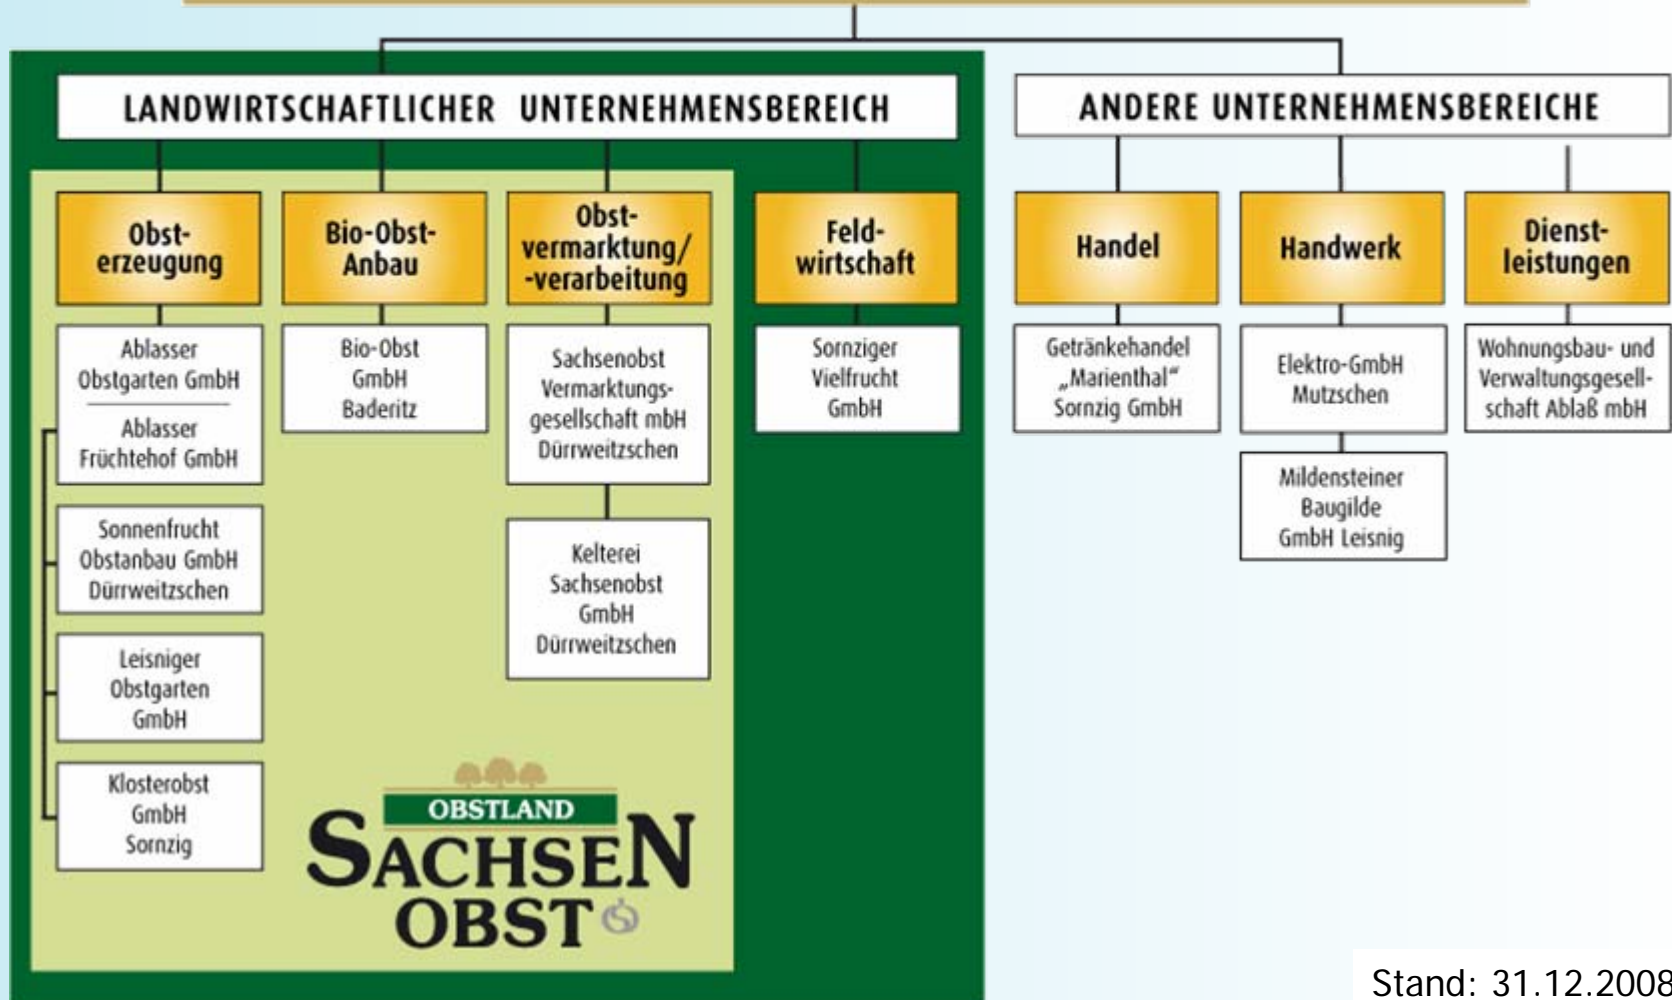 LANDWIRTSCHAFTLICHER UNTERNEHMENSBEREICH
Obst-
erzeugung
Ablasser
Obstgarten GmbH
Ablasser
Früchtehof GmbH
Sonnenfrucht
Obstanbau GmbH
Dürrweitzschen
Leisniger
Obstgarten
GmbH
Klosterobst
GmbH
Sornzig
Bio-Obst-
Anbau
Bio-Obst
GmbH
Baderitz
Obst-
vermarktung/
-verarbeitung
Sachsenobst
Vermarktungs-
gesellschaft mbH
Dürrweitzschen
Kelterei
Sachsenobst
GmbH
Dürrweitzschen
Feld-
wirtschaft
Sornziger
Vielfrucht
GmbH
OBSTLAND
SACHSEN
OBST
ANDERE UNTERNEHMENSBEREICHE
Handel
Getränkehandel
„Marienthal“
Sornzig GmbH
Handwerk
Elektro-GmbH
Mutzschen
Mildensteiner
Baugilde
GmbH Leisnig
Dienst-
leistungen
Wohnungsbau- und
Verwaltungsgesell-
schaft Ablaß mbH
Stand: 31.12.2008